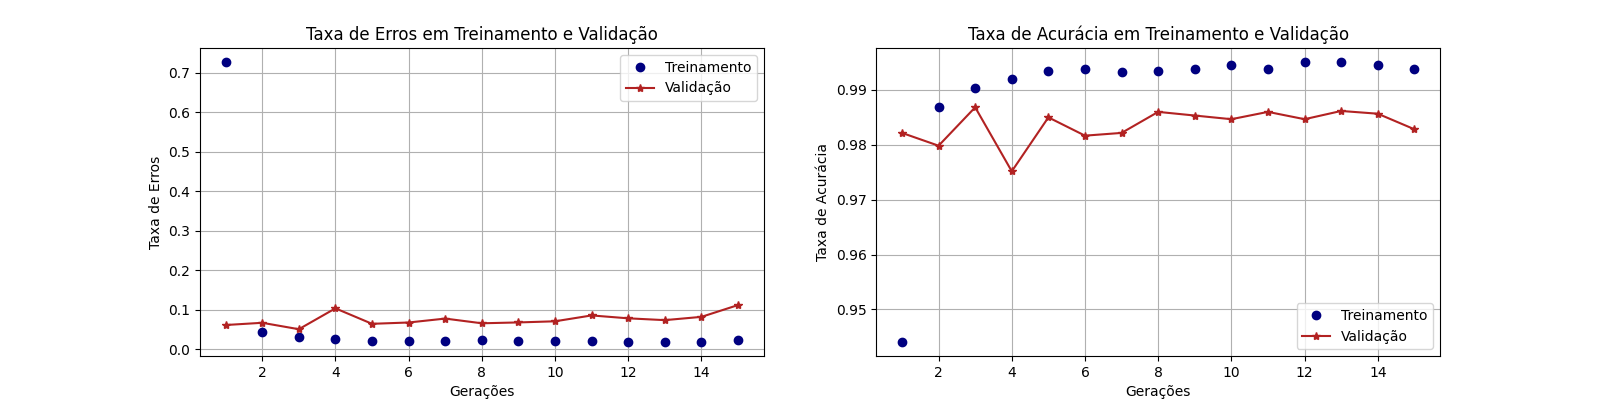 Taxa de Erros em Treinamento e Validação
Taxa de Erros
0.7
0.6
0.5
0.4
0.3
0.2
0.1
0.0
2 4 6 8 10 12 14
Gerações
Treinamento
Validação
Taxa de Acurácia em Treinamento e Validação
Taxa de Acurácia
0.99
0.98
0.97
0.96
0.95
2 4 6 8 10 12 14
Gerações
Treinamento
Validação